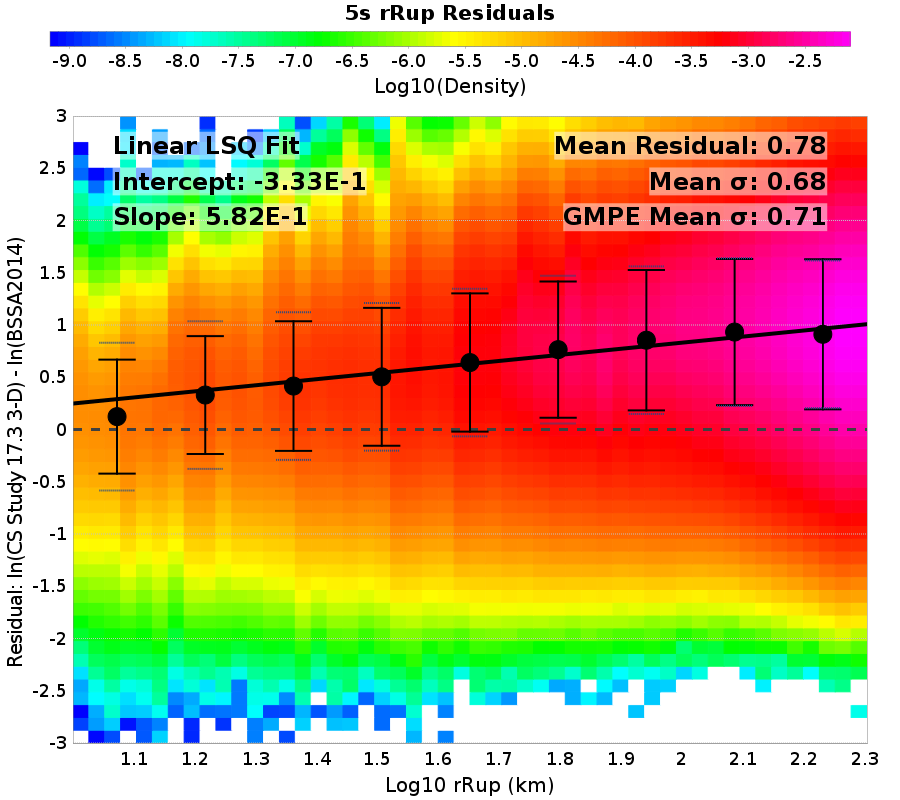 5s rRup Residuals
-9.0 -8.5 -8.0 -7.5 -7.0 -6.5 -6.0 -5.5 -5.0 -4.5 -4.0 -3.5 -3.0 -2.5
Log10(Density)
Linear LSQ Fit
Intercept: -3.33E-1
Slope: 5.82E-1
Mean Residual: 0.78
Mean σ: 0.68
GMPE Mean σ: 0.71
Residual: ln(CS Study 17.3 3-D) - ln(BSSA2014)
3
2.5
2
1.5
1
0.5
0
-0.5
-1
-1.5
-2
-2.5
-3
1.1 1.2 1.3 1.4 1.5 1.6 1.7 1.8 1.9 2 2.1 2.2 2.3
Log10 rRup (km)